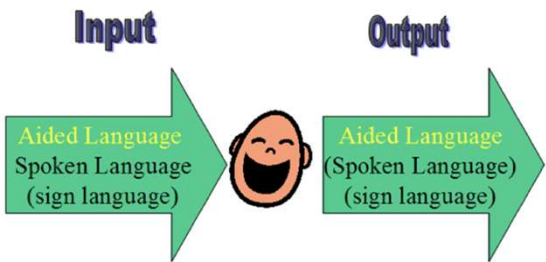 Input
Output
Aided Language
Spoken Language
(sign language)
Aided Language
(Spoken Language)
(sign language)